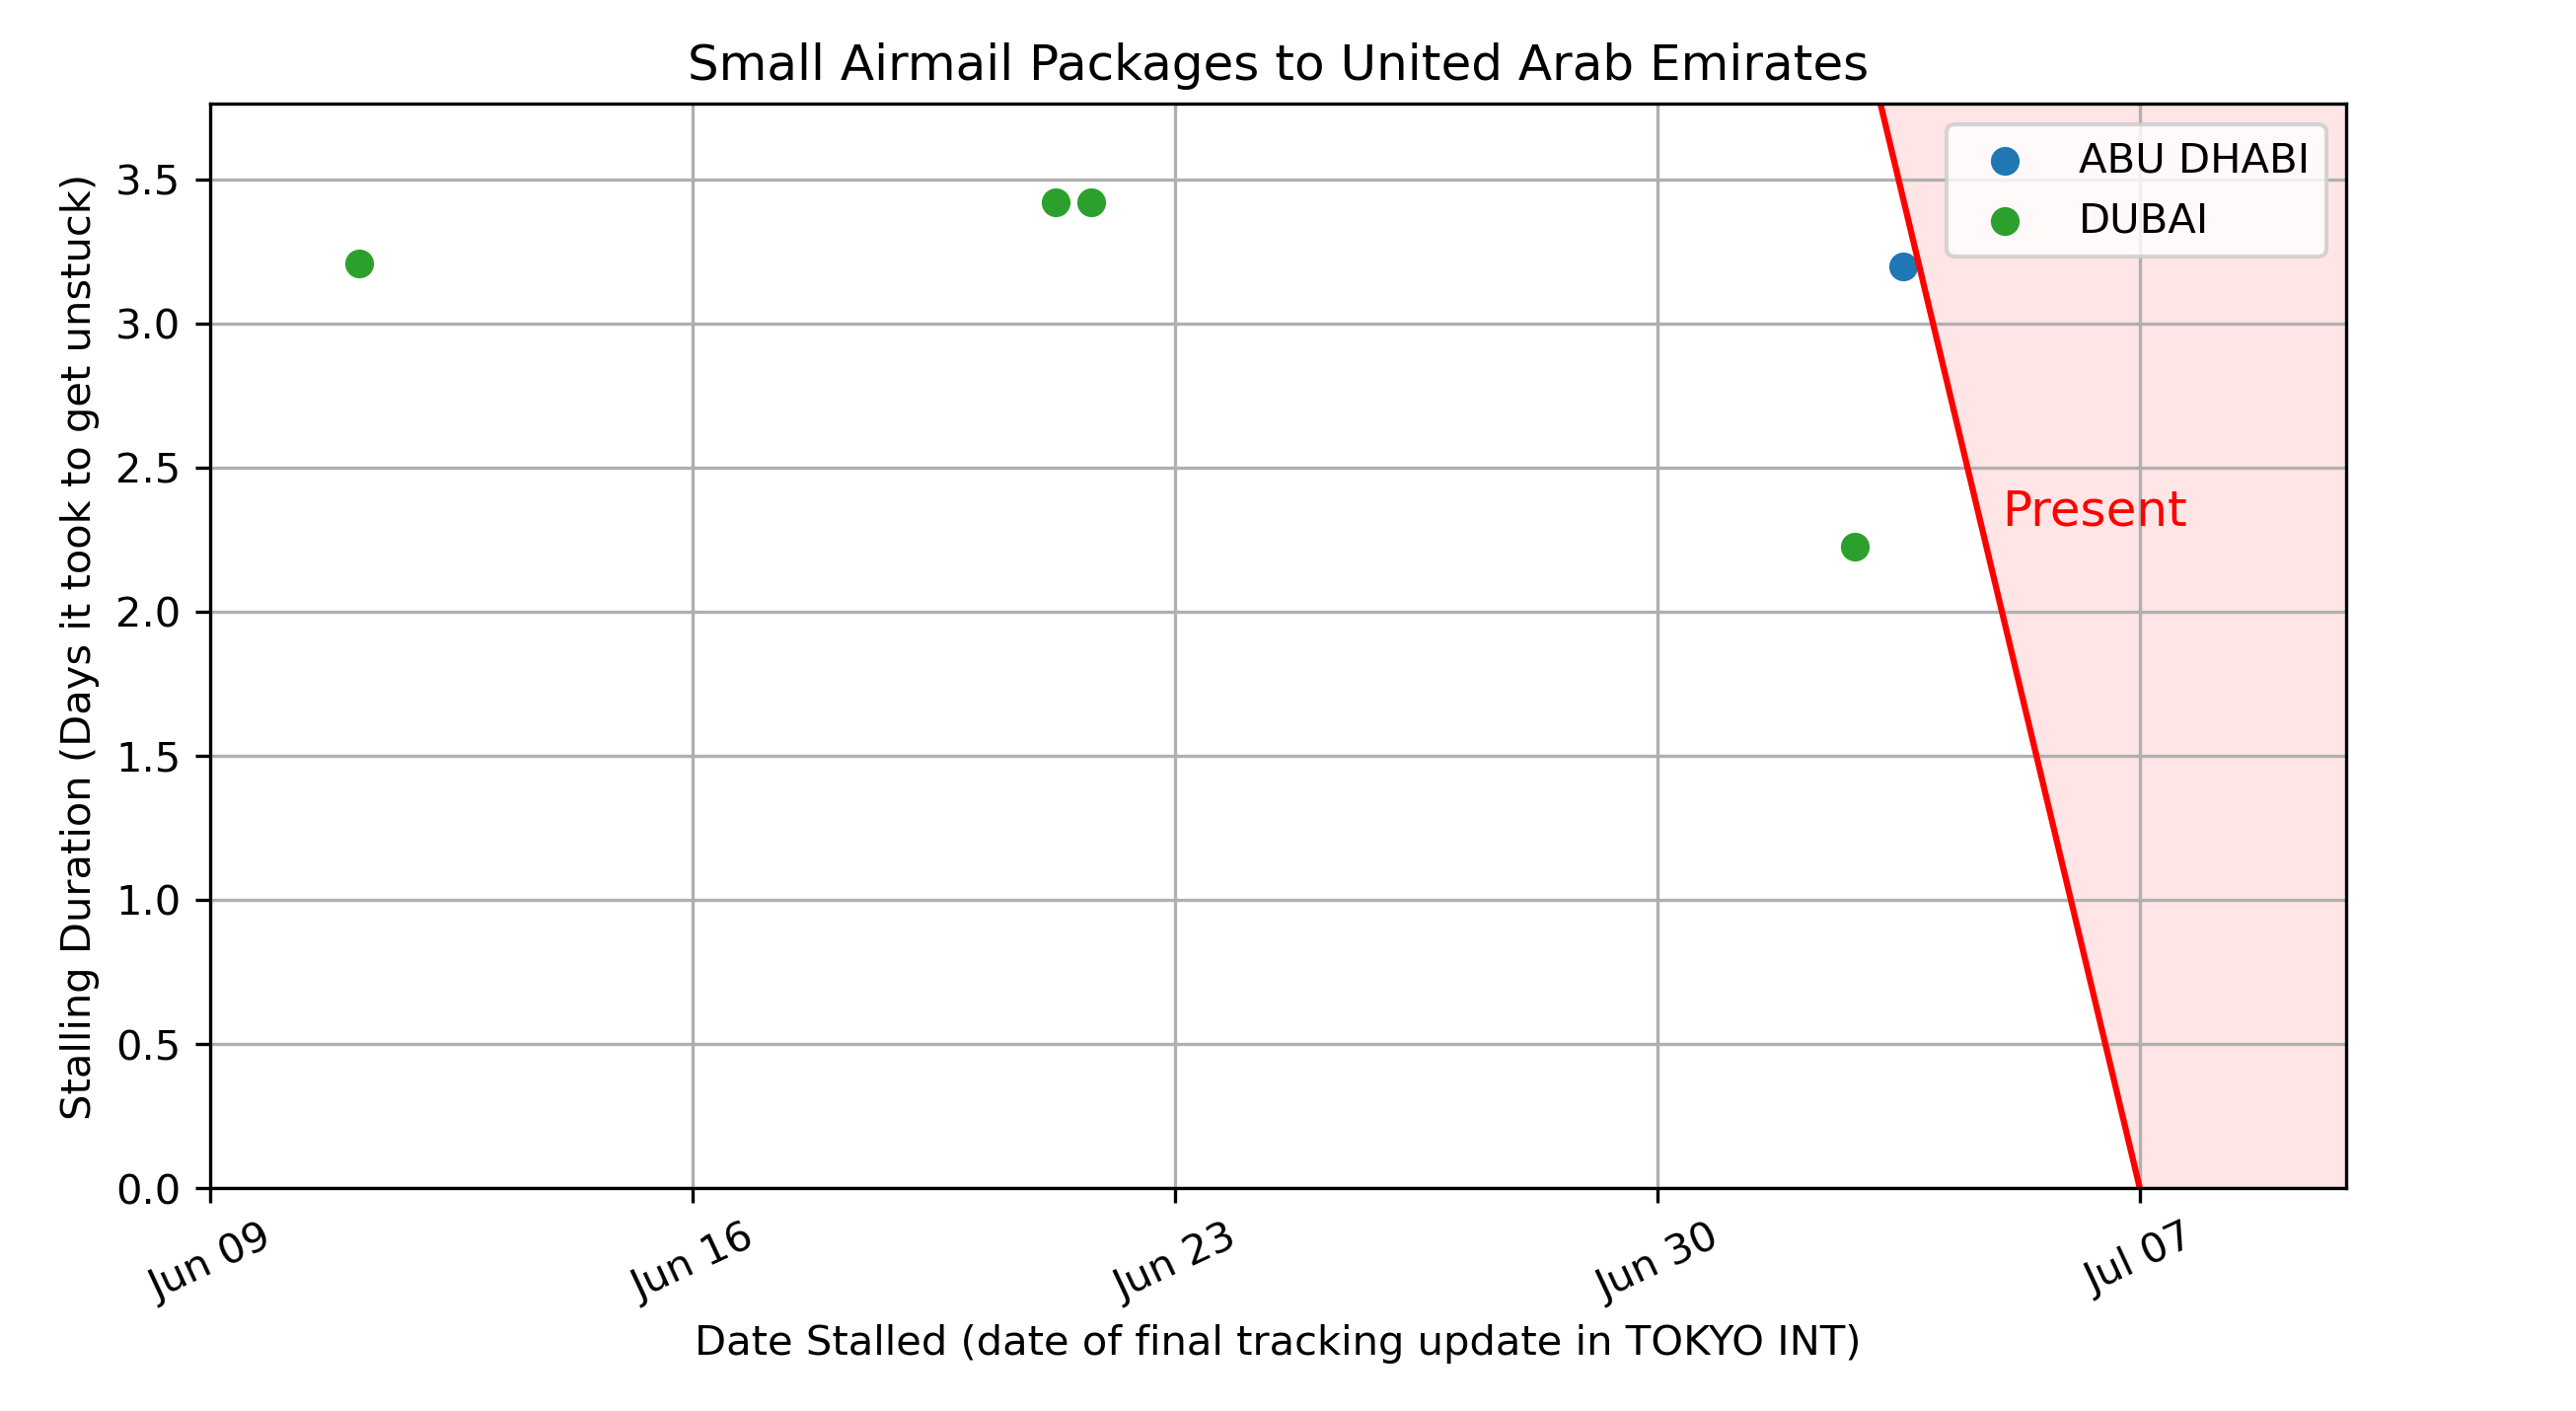 Small Airmail Packages to United Arab Emirates
Stalling Duration (Days it took to get unstuck)
3.5
3.0
2.5
2.0
1.5
1.0
0.5
0.0
ABU DHABI
DUBAI
Present
Jun 09
Jun 16
Jun 23
Jun 30
Jul 07
Date Stalled (date of final tracking update in TOKYO INT)